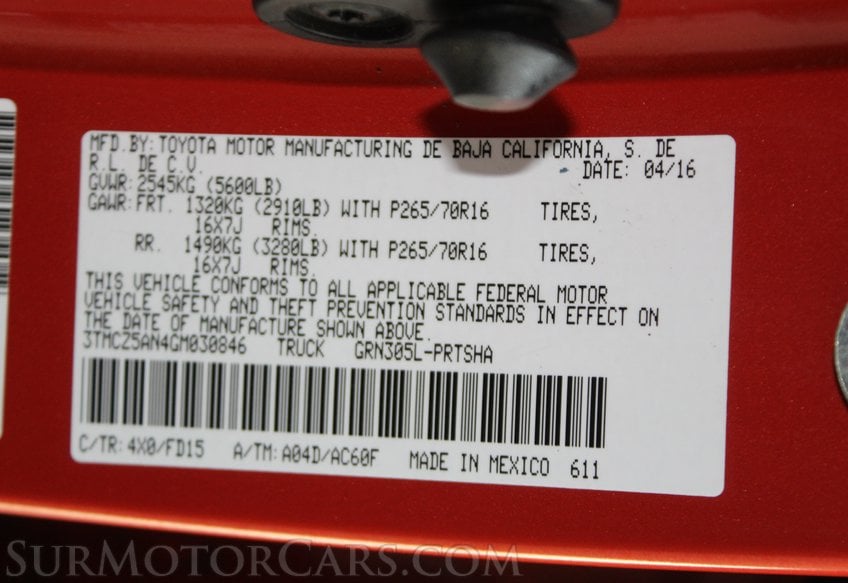 MFD.BY:TOYOTA MOTOR MANUFACTURING DE BAJA CALIFORNIA, S. DE
R.L. DE C.V. DATE: 04/16
GVWR:2545KG (5600LB)
GAWR:FRT. 1320KG (2910LB) WITH P265/70R16 TIRES,
16X7J RIMS.
RR. 1490KG (3280LB) WITH P265/70R16 TIRES,
16X7J RIMS.
THIS VEHICLE CONFORMS TO ALL APPLICABLE FEDERAL MOTOR
VEHICLE SAFETY AND THEFT PREVENTION STANDARDS IN EFFECT ON
THE DATE OF MANUFACTURE SHOWN ABOVE.
3TMCZ5AN4GM030846 TRUCK GRN305L-PRTSHA
C/TR:4X0/FD15 A/TM:A04D/AC60F MADE IN MEXICO 611
SurMotorCars.com